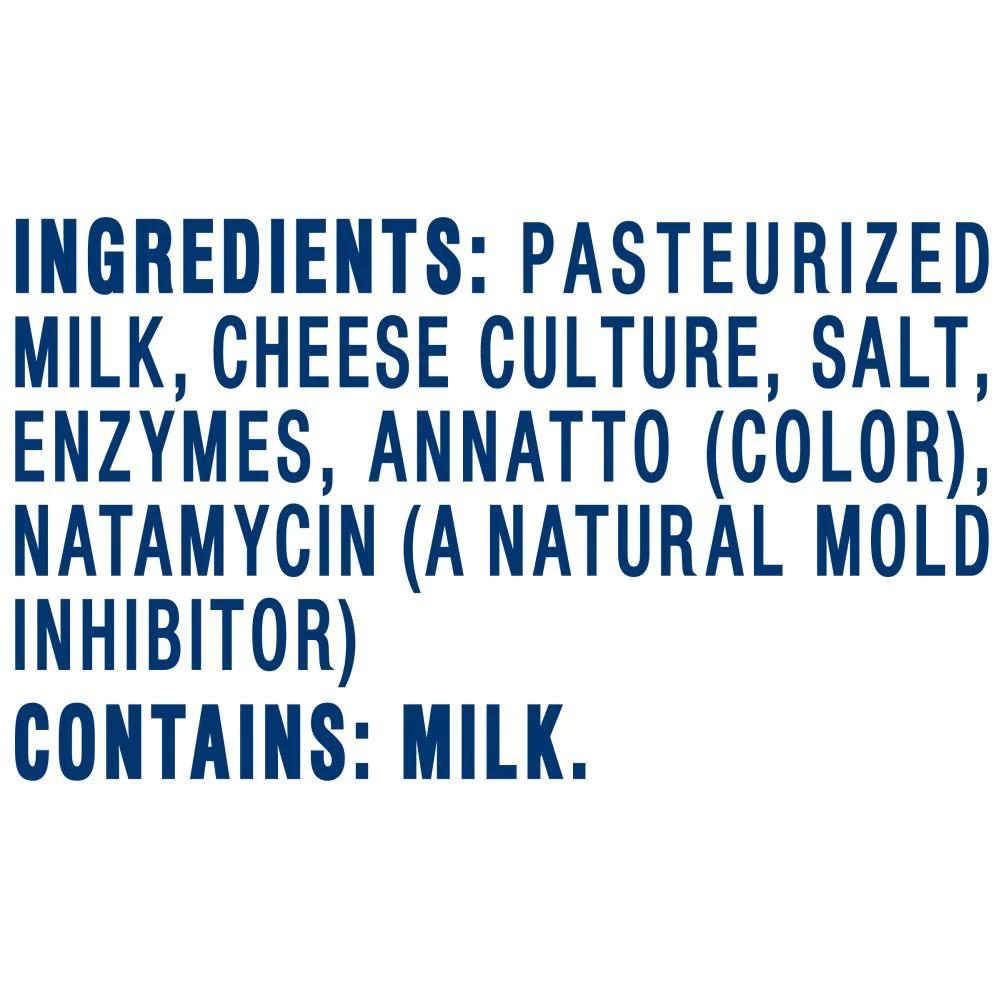 INGREDIENTS: PASTEURIZED
MILK, CHEESE CULTURE, SALT,
ENZYMES, ANNATTO (COLOR),
NATAMYCIN (A NATURAL MOLD
INHIBITOR)
CONTAINS: MILK.